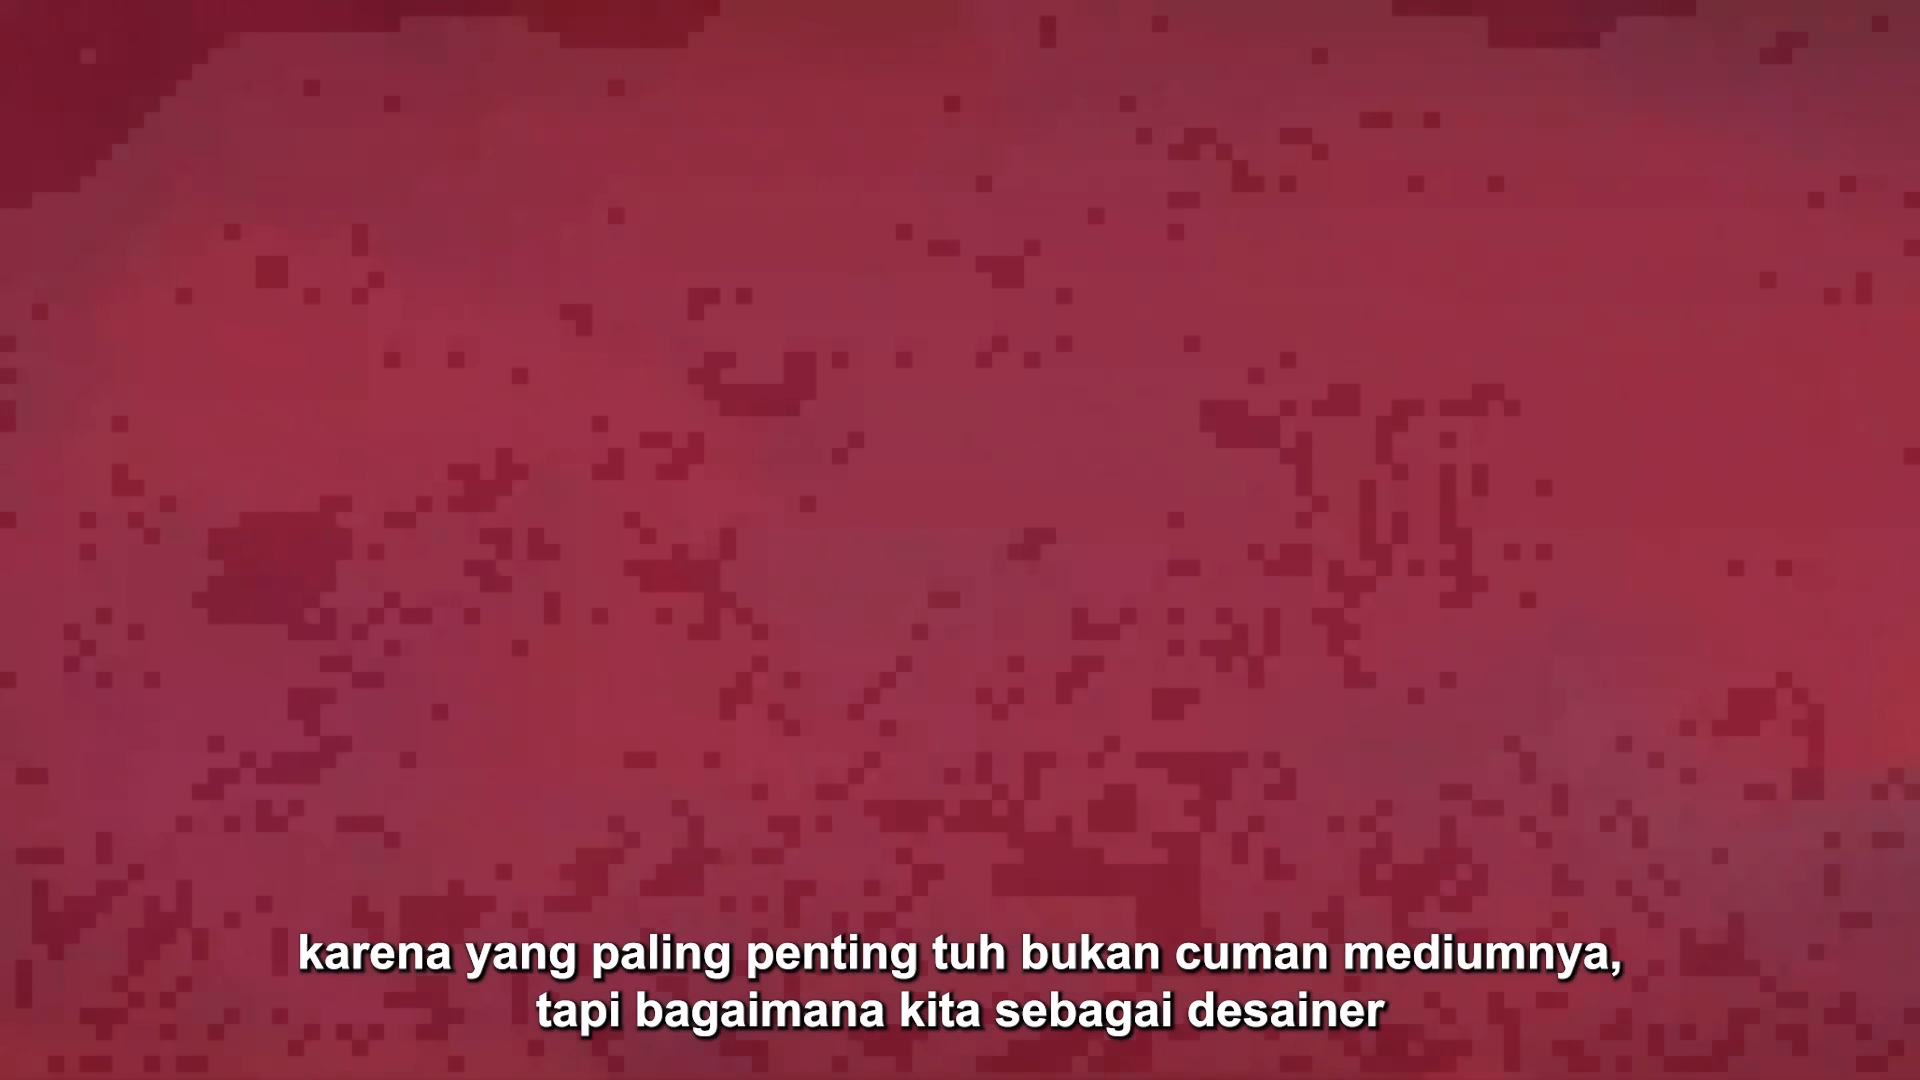 karena yang paling penting tuh bukan cuman mediumnya,
tapi bagaimana kita sebagai desainer